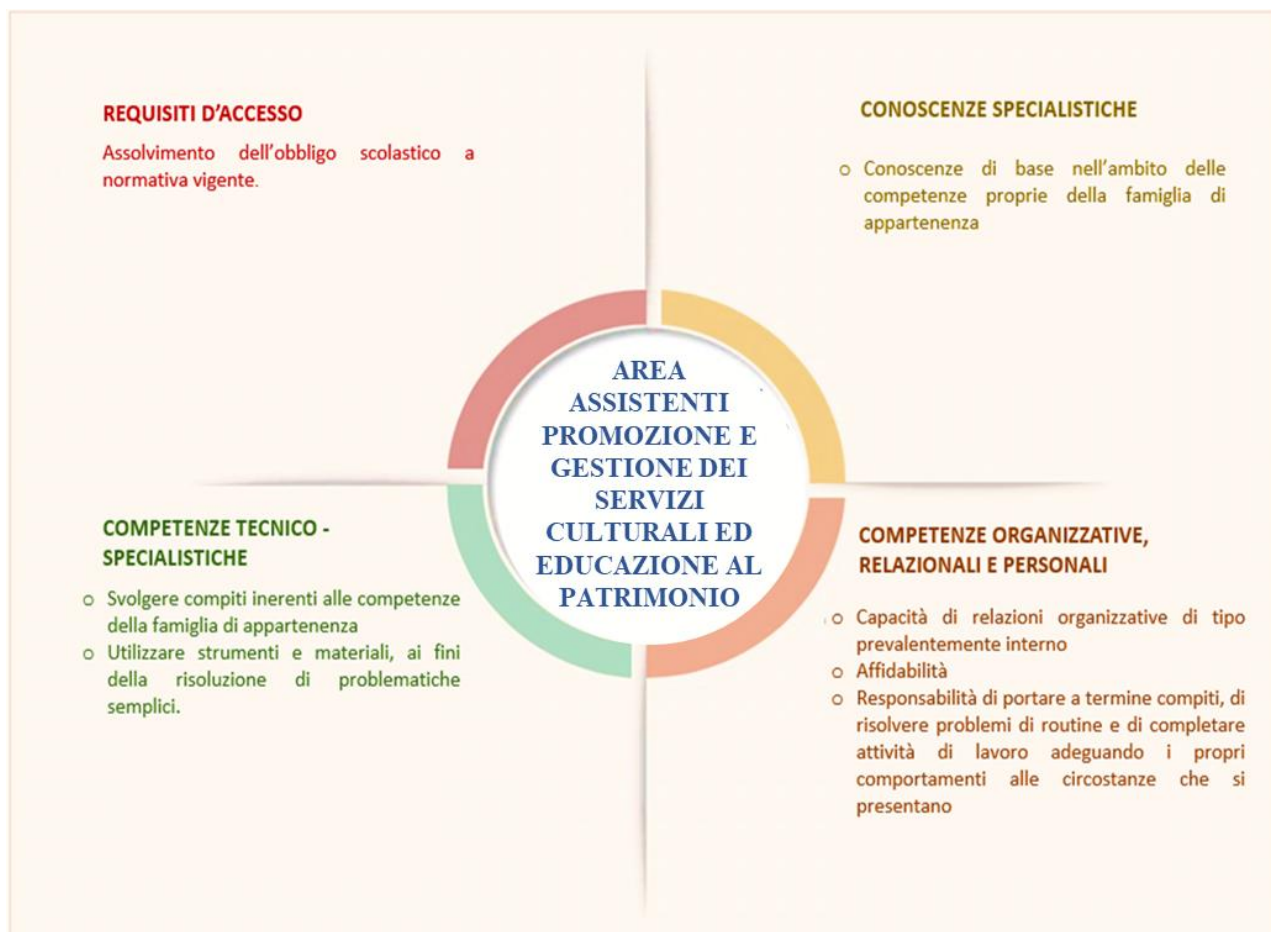 REQUISITI D'ACCESSO
Assolvimento dell'obbligo scolastico a
normativa vigente.
CONOSCENZE SPECIALISTICHE
o Conoscenze di base nell'ambito delle
competenze proprie della famiglia di
appartenenza
AREA
ASSISTENTI
PROMOZIONE E
GESTIONE DEI
SERVIZI
CULTURALI ED
EDUCAZIONE AL
PATRIMONIO
COMPETENZE TECNICO -
SPECIALISTICHE
o Svolgere compiti inerenti alle competenze
della famiglia di appartenenza
o Utilizzare strumenti e materiali, ai fini
della risoluzione di problematiche
semplici.
COMPETENZE ORGANIZZATIVE,
RELAZIONALI E PERSONALI
o Capacità di relazioni organizzative di tipo
prevalentemente interno
o Affidabilità
o Responsabilità di portare a termine compiti, di
risolvere problemi di routine e di completare
attività di lavoro adeguando i propri
comportamenti alle circostanze che si
presentano